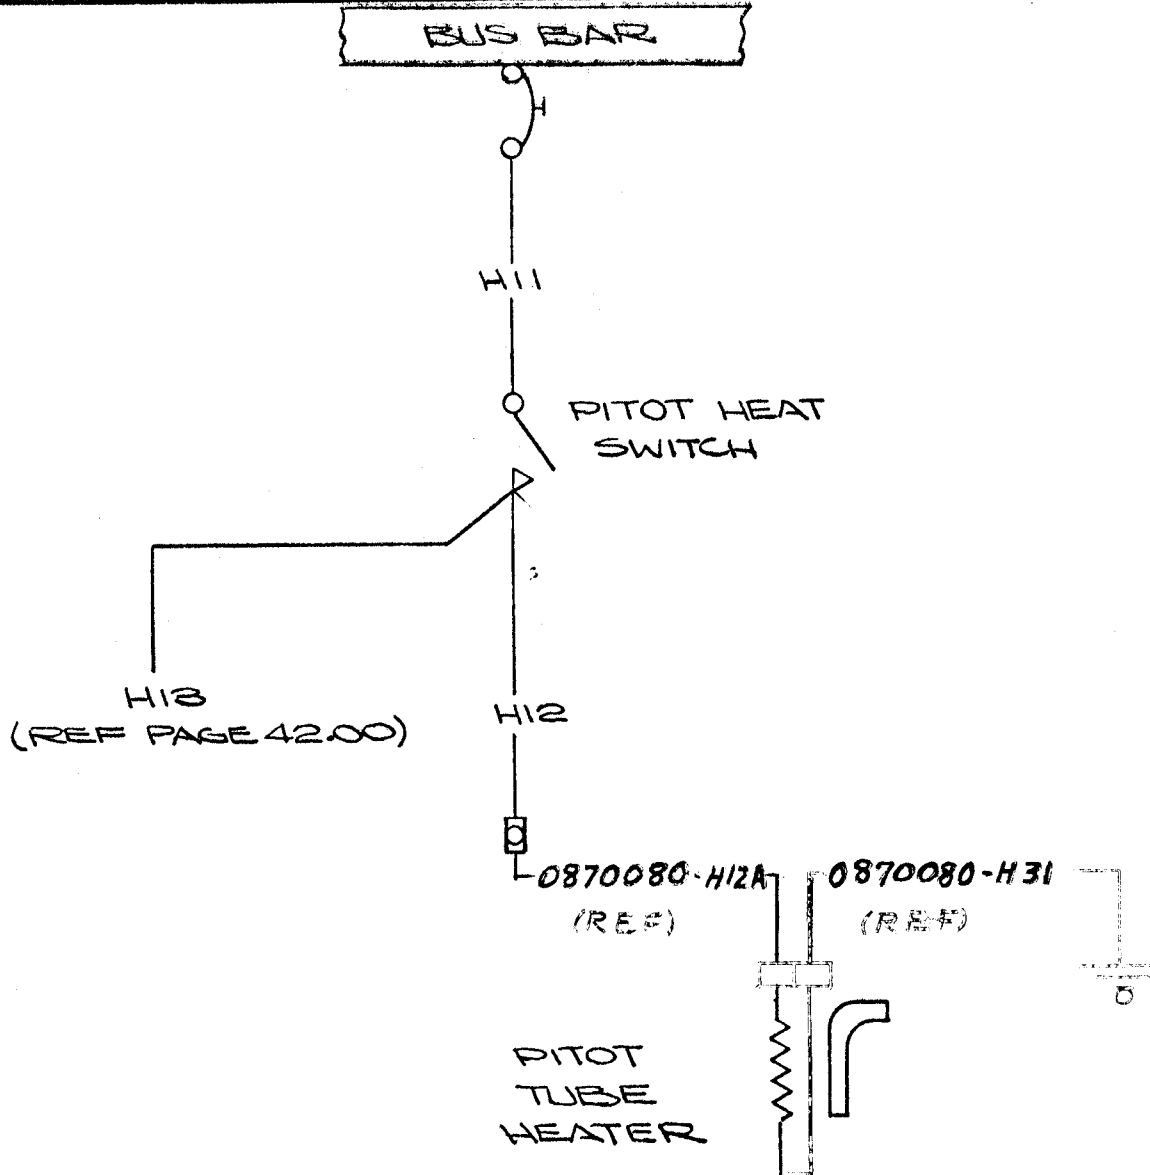 BUS BAR
H11
PITOT HEAT
SWITCH
H13
(REF PAGE 42.00)
H12
0870080-H12A
0870080-H31
(REF)
(REF)
PITOT
TUBE
HEATER